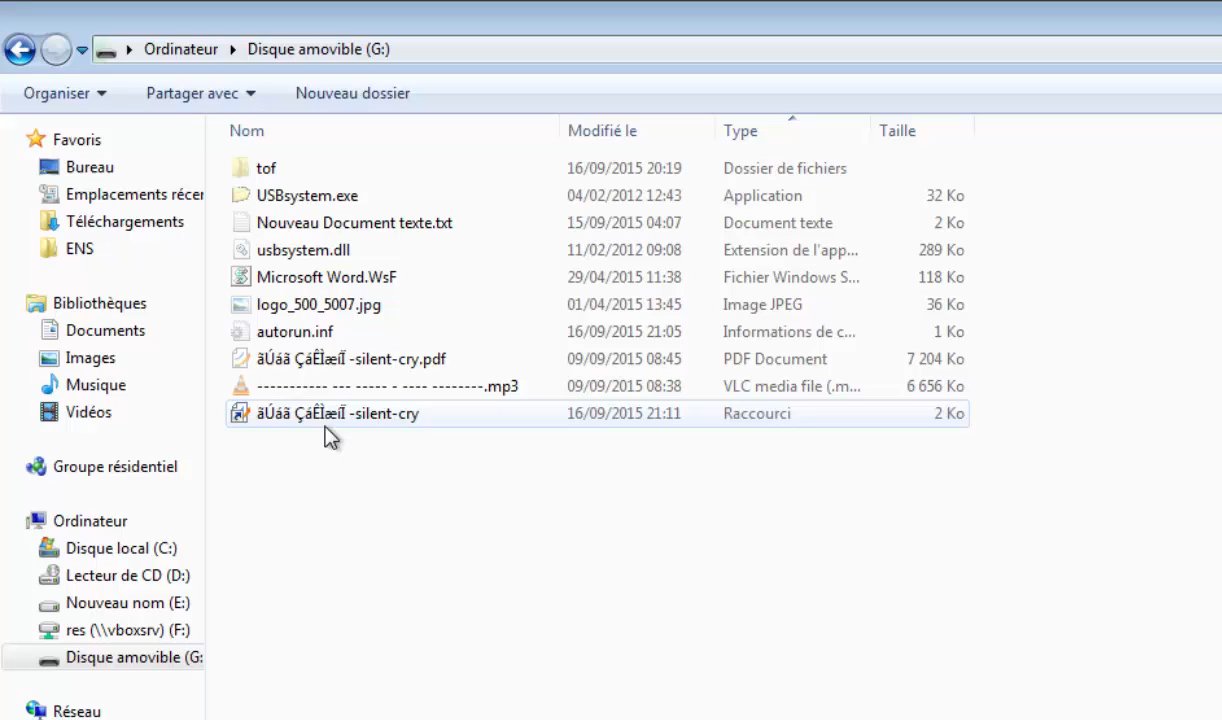 Ordinateur Disque amovible (G:)
Organiser Partager avec Nouveau dossier
Favoris
Bureau
Emplacements récer
Téléchargements
ENS
Bibliothèques
Documents
Images
Musique
Vidéos
Groupe résidentiel
Ordinateur
Disque local (C:)
Lecteur de CD (D:)
Nouveau nom (E:)
res (\\vboxsrv) (F:)
Disque amovible (G:
Réseau
Nom Modifié le Type Taille
tof 16/09/2015 20:19 Dossier de fichiers
USBsystem.exe 04/02/2012 12:43 Application 32 Ko
Nouveau Document texte.txt 15/09/2015 04:07 Document texte 2 Ko
usbsystem.dll 11/02/2012 09:08 Extension de l'app... 289 Ko
Microsoft Word.WsF 29/04/2015 11:38 Fichier Windows S... 118 Ko
logo_500_5007.jpg 01/04/2015 13:45 Image JPEG 36 Ko
autorun.inf 16/09/2015 21:05 Informations de c... 1 Ko
ãÚáã ÇáÊÌæíÏ -silent-cry.pdf 09/09/2015 08:45 PDF Document 7 204 Ko
----------- --- ----- - ---- --------.mp3 09/09/2015 08:38 VLC media file (.m... 6 656 Ko
ãÚáã ÇáÊÌæíÏ -silent-cry 16/09/2015 21:11 Raccourci 2 Ko